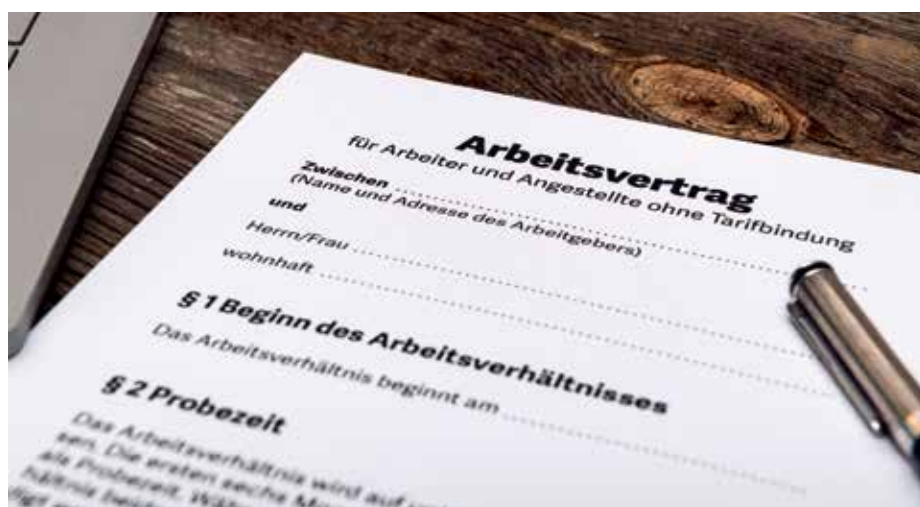 Arbeitsvertrag
für Arbeiter und Angestellte ohne Tarifbindung
Zwischen
(Name und Adresse des Arbeitgebers)
und
Herrn/Frau
wohnhaft
§ 1 Beginn des Arbeitsverhältnisses
Das Arbeitsverhältnis beginnt am
§ 2 Probezeit
Das Arbeitsverhältnis wird auf
sen. Die ersten sechs
als Probezeit.